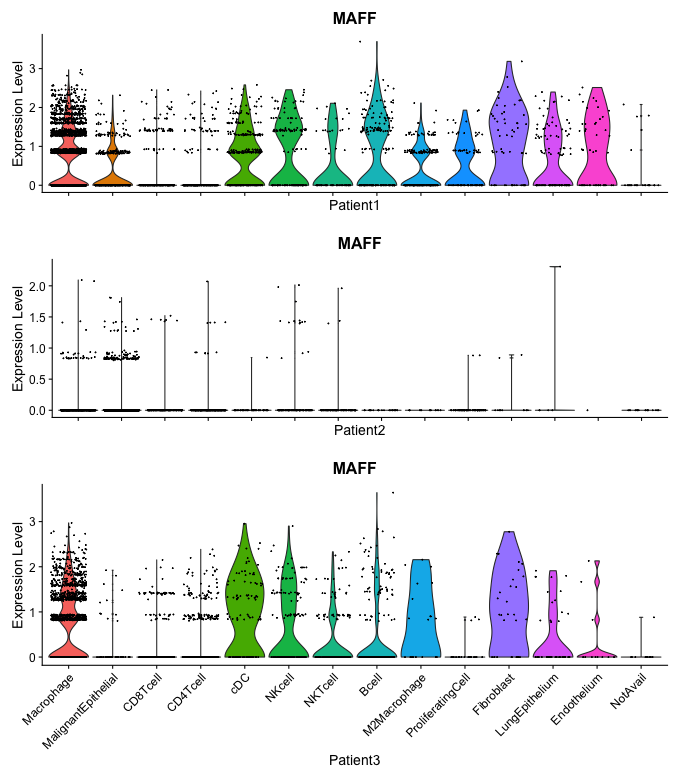 MAFF
Expression Level
3
2
1
0
Patient1
MAFF
Expression Level
2.0
1.5
1.0
0.5
0.0
Patient2
MAFF
Expression Level
3
2
1
0
Macrophage
MalignantEpithelial
CD8Tcell
CD4Tcell
cDC
NKcell
NKTcell
Bcell
M2Macrophage
ProliferatingCell
Fibroblast
LungEpithelium
Endothelium
NotAvail
Patient3